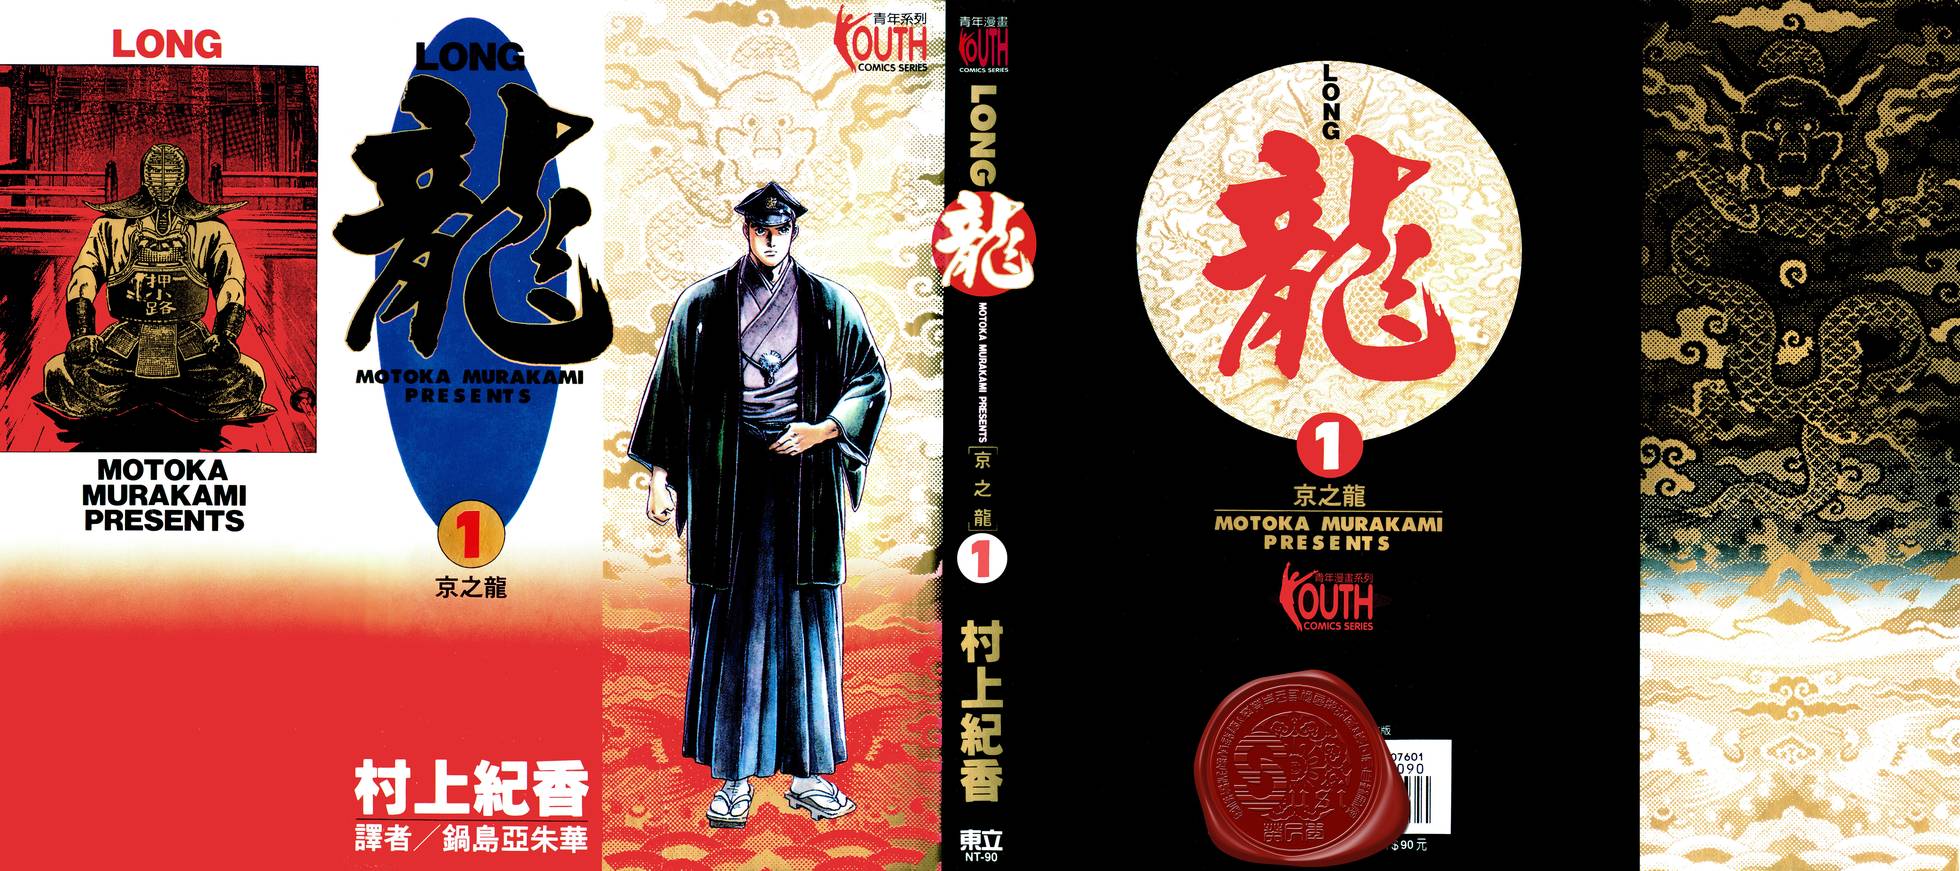 LONG
押小路
MOTOKA
MURAKAMI
PRESENTS
LONG
龍
MOTOKA MURAKAMI
PRESENTS
1
京之龍
村上紀香
譯者／鍋島亞朱華
青年系列
YOUTH
COMICS SERIES
青年漫畫
YOUTH
COMICS SERIES
LONG
龍
MOTOKA MURAKAMI PRESENTS
[京之龍]
1
村上紀香
東立
NT-90
LONG
龍
1
京之龍
MOTOKA MURAKAMI
PRESENTS
青年漫畫系列
YOUTH
COMICS SERIES
版
07601
090
$90元